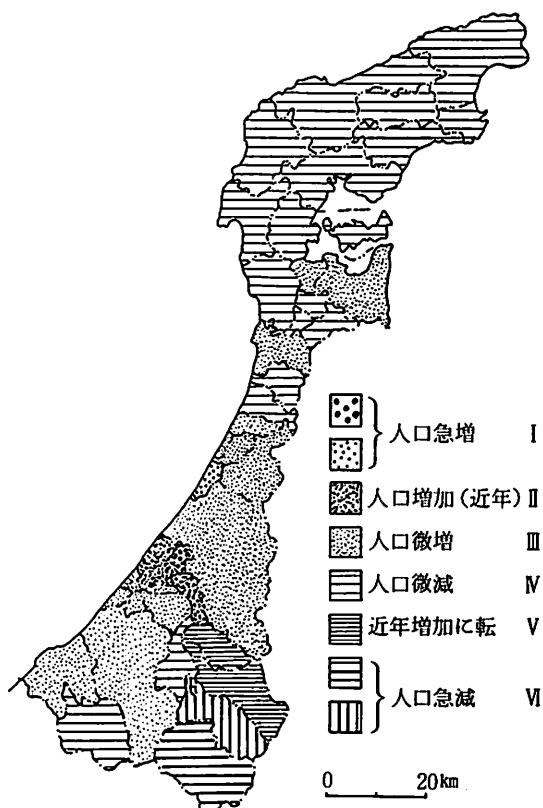 人口急増 Ⅰ
人口増加(近年) Ⅱ
人口微増 Ⅲ
人口微減 Ⅳ
近年増加に転 Ⅴ
人口急減 Ⅵ
0 20km